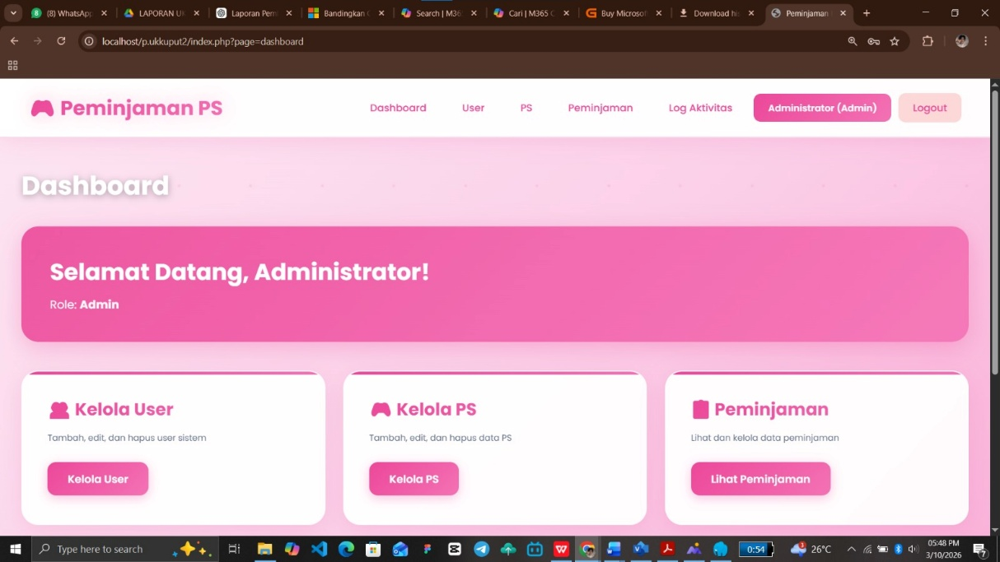 (8) WhatsApp
LAPORAN UK
Laporan Pem
Bandingkan C
Search | M36
Cari | M365 C
Buy Microsof
Download hi
Peminjaman
localhost/p.ukkuput2/index.php?page=dashboard
Peminjaman PS
Dashboard
User
PS
Peminjaman
Log Aktivitas
Administrator (Admin)
Logout
Dashboard
Selamat Datang, Administrator!
Role: Admin
Kelola User
Tambah, edit, dan hapus user sistem
Kelola User
Kelola PS
Tambah, edit, dan hapus data PS
Kelola PS
Peminjaman
Lihat dan kelola data peminjaman
Lihat Peminjaman
Type here to search
0:54
3
26°C
05:48 PM
3/10/2026
7